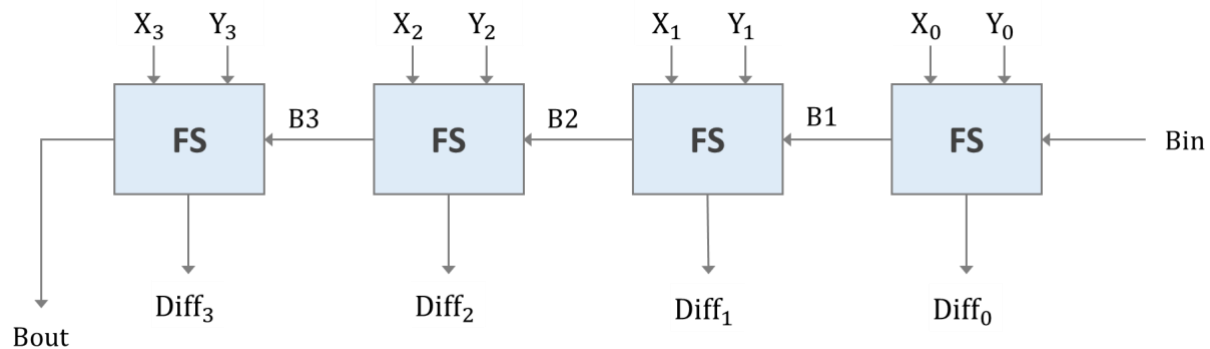 X₃ Y₃ X₂ Y₂ X₁ Y₁ X₀ Y₀
FS B3 FS B2 FS B1 FS Bin
Diff₃ Diff₂ Diff₁ Diff₀
Bout